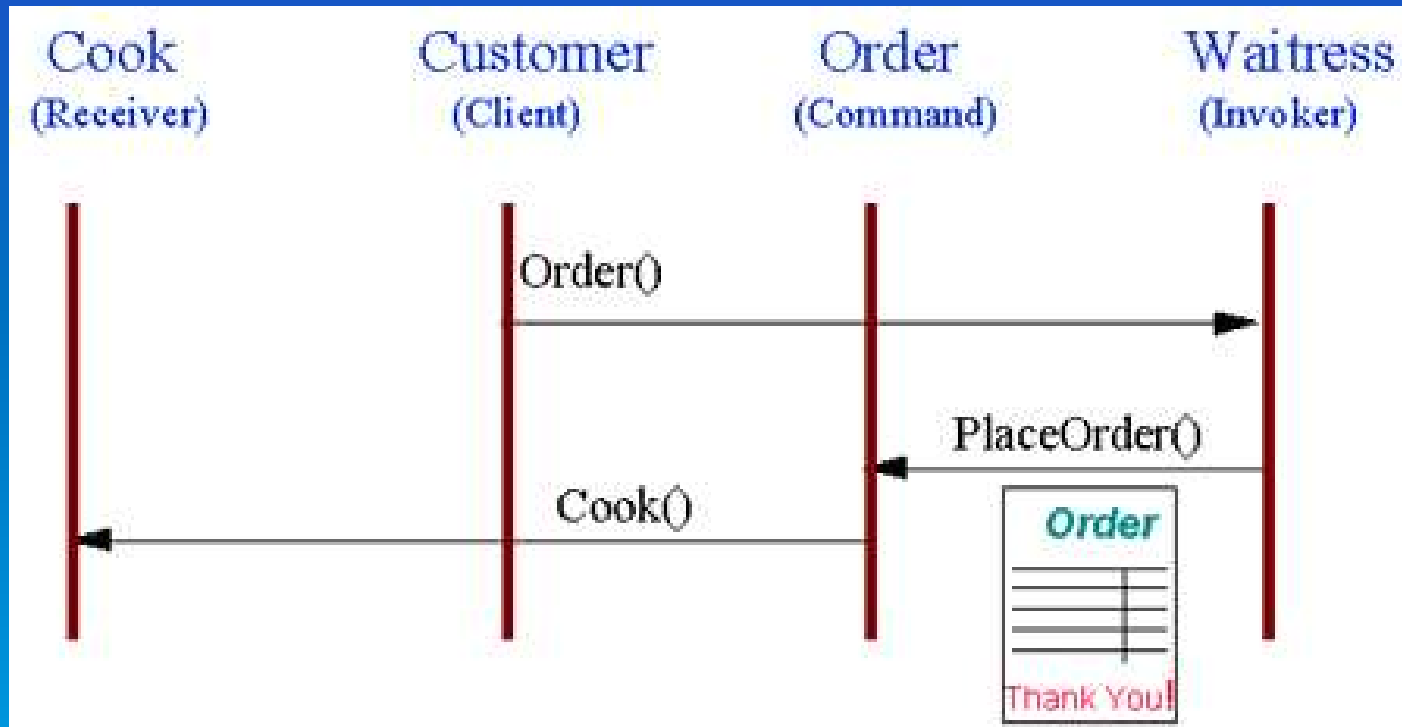 Cook Customer Order Waitress
(Receiver) (Client) (Command) (Invoker)
Order()
PlaceOrder()
Cook()
Order
Thank You!